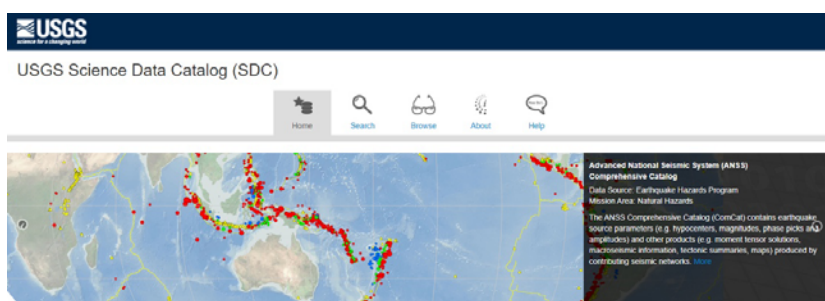 USGS
science for a changing world
USGS Science Data Catalog (SDC)
Home
Search
Browse
About
Help
Advanced National Seismic System (ANSS)
Comprehensive Catalog
Data Source: Earthquake Hazards Program
Mission Area: Natural Hazards
The ANSS Comprehensive Catalog (ComCat) contains earthquake
source parameters (e.g. hypocenters, magnitudes, phase picks and
amplitudes) and other products (e.g. moment tensor solutions,
macroseismic information, tectonic summaries, maps) produced by
contributing seismic networks. More